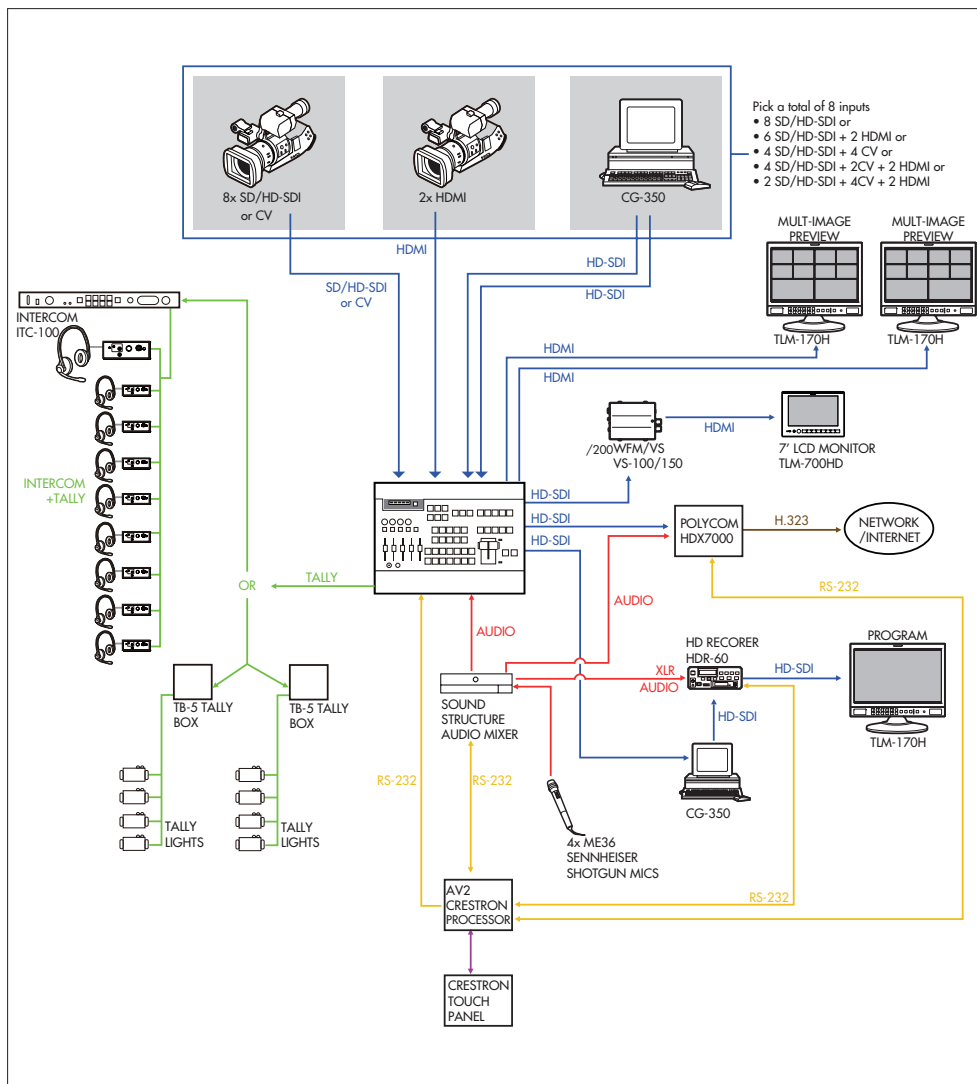 8x SD/HD-SDI
or CV
2x HDMI
CG-350
Pick a total of 8 inputs
• 8 SD/HD-SDI or
• 6 SD/HD-SDI + 2 HDMI or
• 4 SD/HD-SDI + 4 CV or
• 4 SD/HD-SDI + 2CV + 2 HDMI or
• 2 SD/HD-SDI + 4CV + 2 HDMI
HDMI
HD-SDI
HD-SDI
SD/HD-SDI
or CV
MULT-IMAGE
PREVIEW
MULT-IMAGE
PREVIEW
TLM-170H
TLM-170H
INTERCOM
ITC-100
HDMI
HDMI
/200WFM/VS
VS-100/150
HDMI
7' LCD MONITOR
TLM-700HD
INTERCOM
+TALLY
HD-SDI
HD-SDI
HD-SDI
POLYCOM
HDX7000
H.323
NETWORK
/INTERNET
OR
TALLY
RS-232
AUDIO
AUDIO
HD RECORER
HDR-60
PROGRAM
XLR
AUDIO
HD-SDI
TLM-170H
TB-5 TALLY
BOX
TB-5 TALLY
BOX
SOUND
STRUCTURE
AUDIO MIXER
HD-SDI
RS-232
RS-232
CG-350
TALLY
LIGHTS
TALLY
LIGHTS
4x ME36
SENNHEISER
SHOTGUN MICS
AV2
CRESTRON
PROCESSOR
RS-232
CRESTRON
TOUCH
PANEL